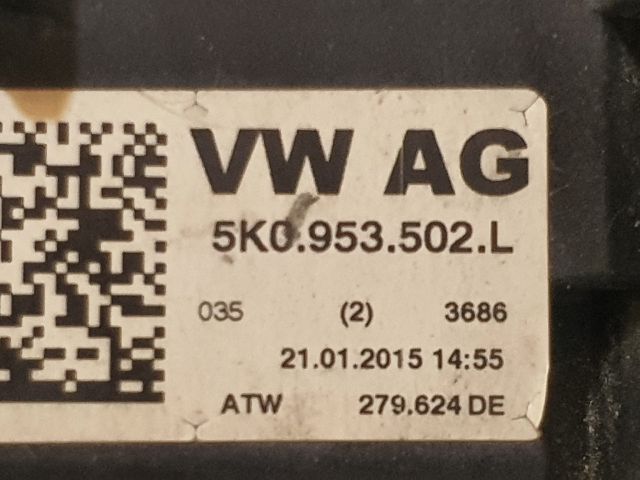 VW AG
5K0.953.502.L
035 (2) 3686
21.01.2015 14:55
ATW 279.624 DE